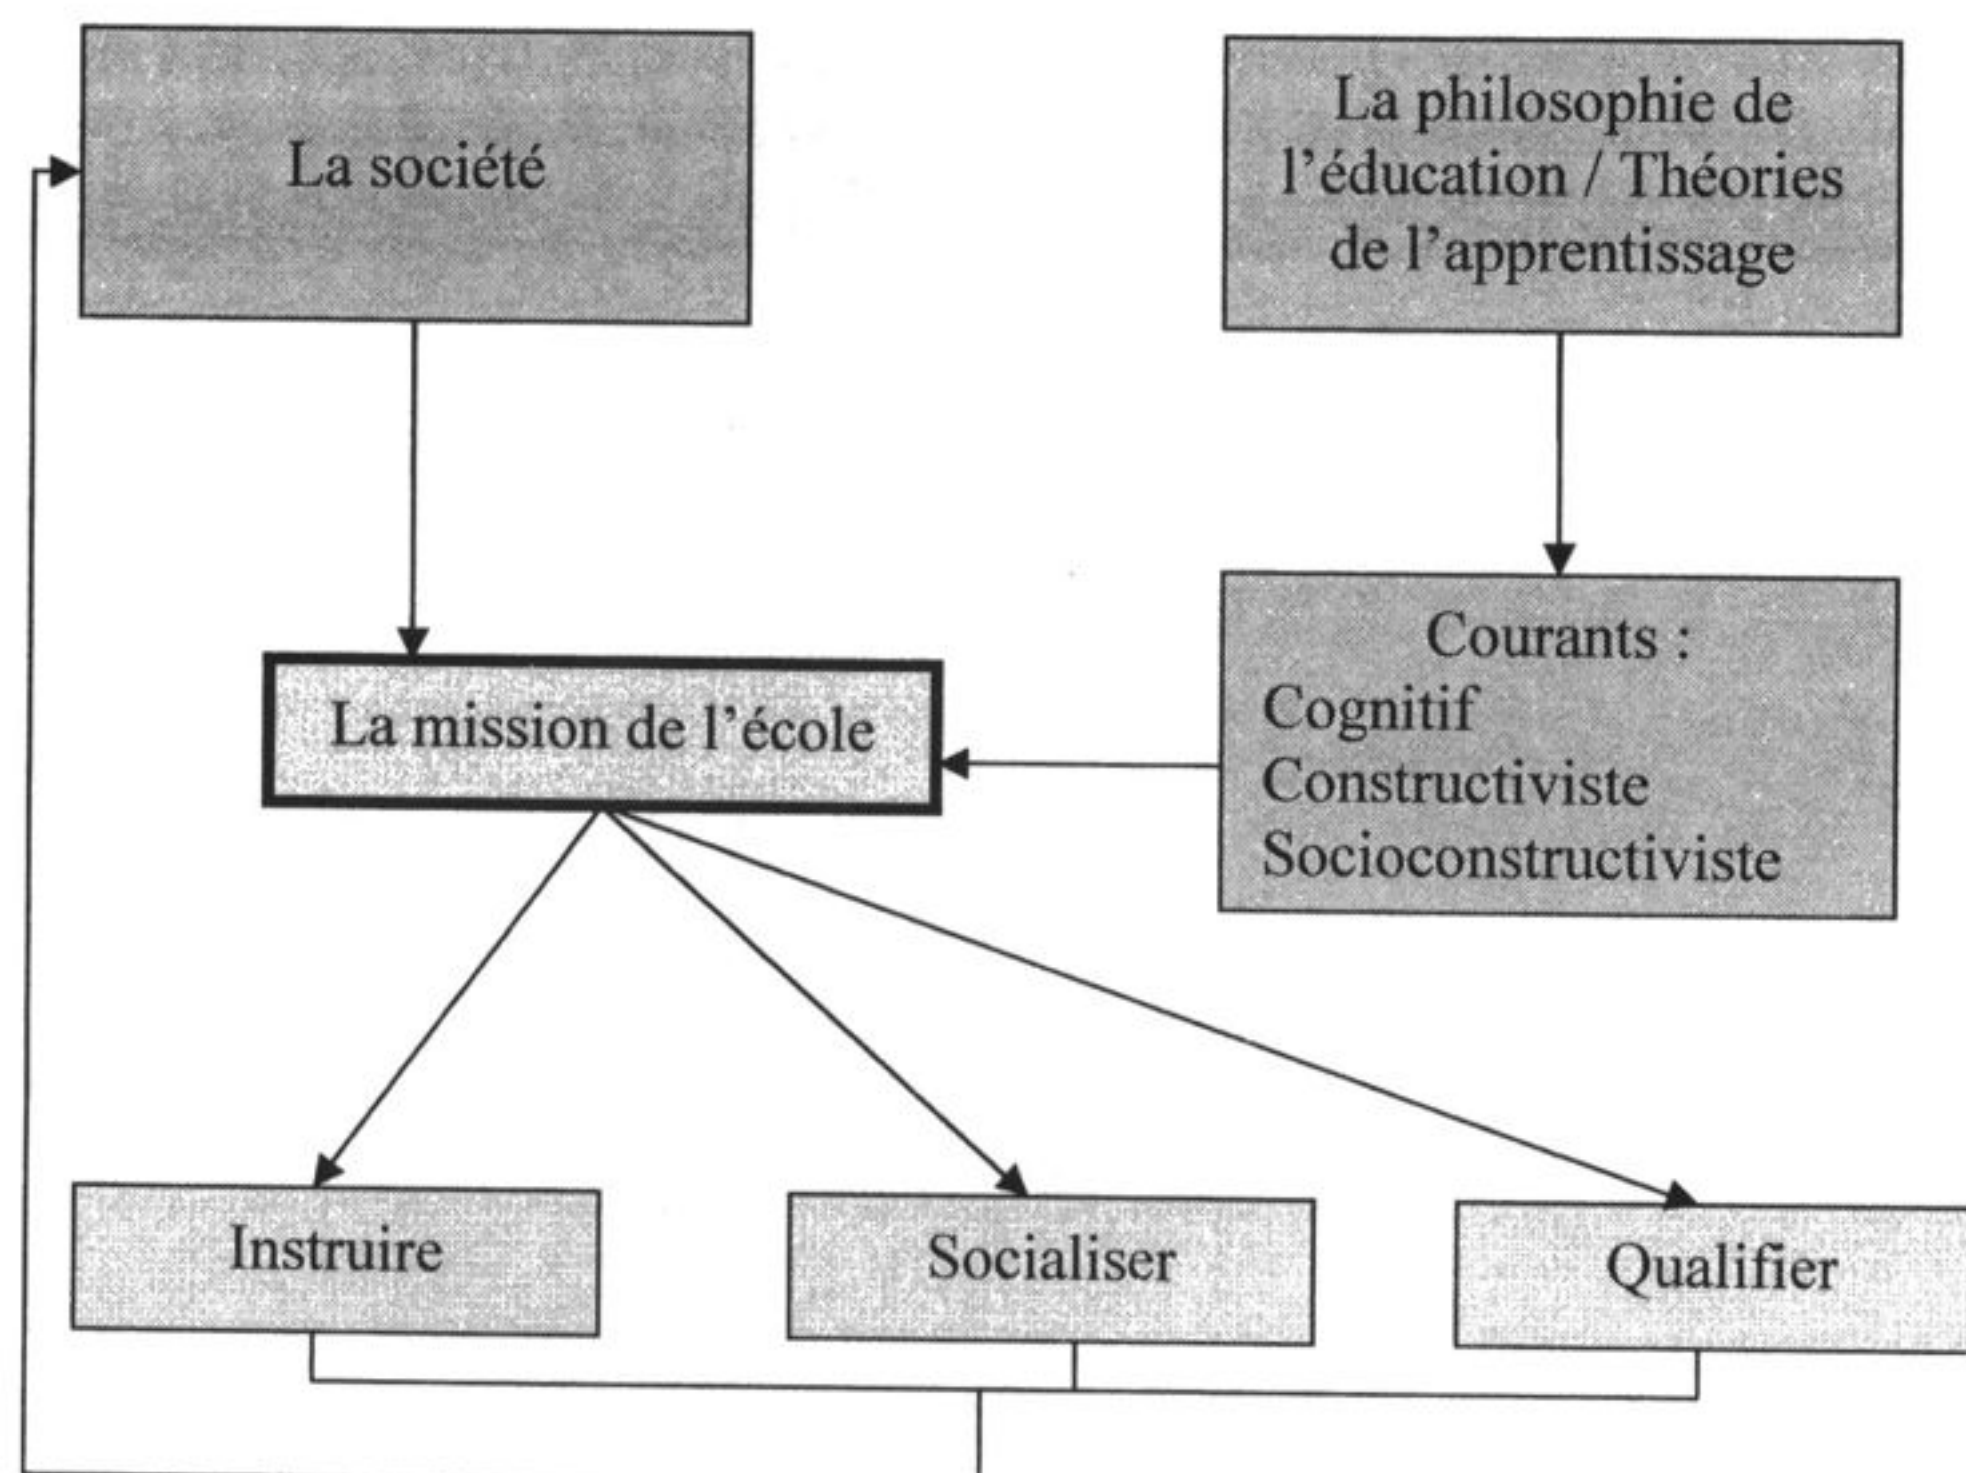 La société
La philosophie de
l'éducation / Théories
de l'apprentissage
La mission de l'école
Courants :
Cognitif
Constructiviste
Socioconstructiviste
Instruire
Socialiser
Qualifier